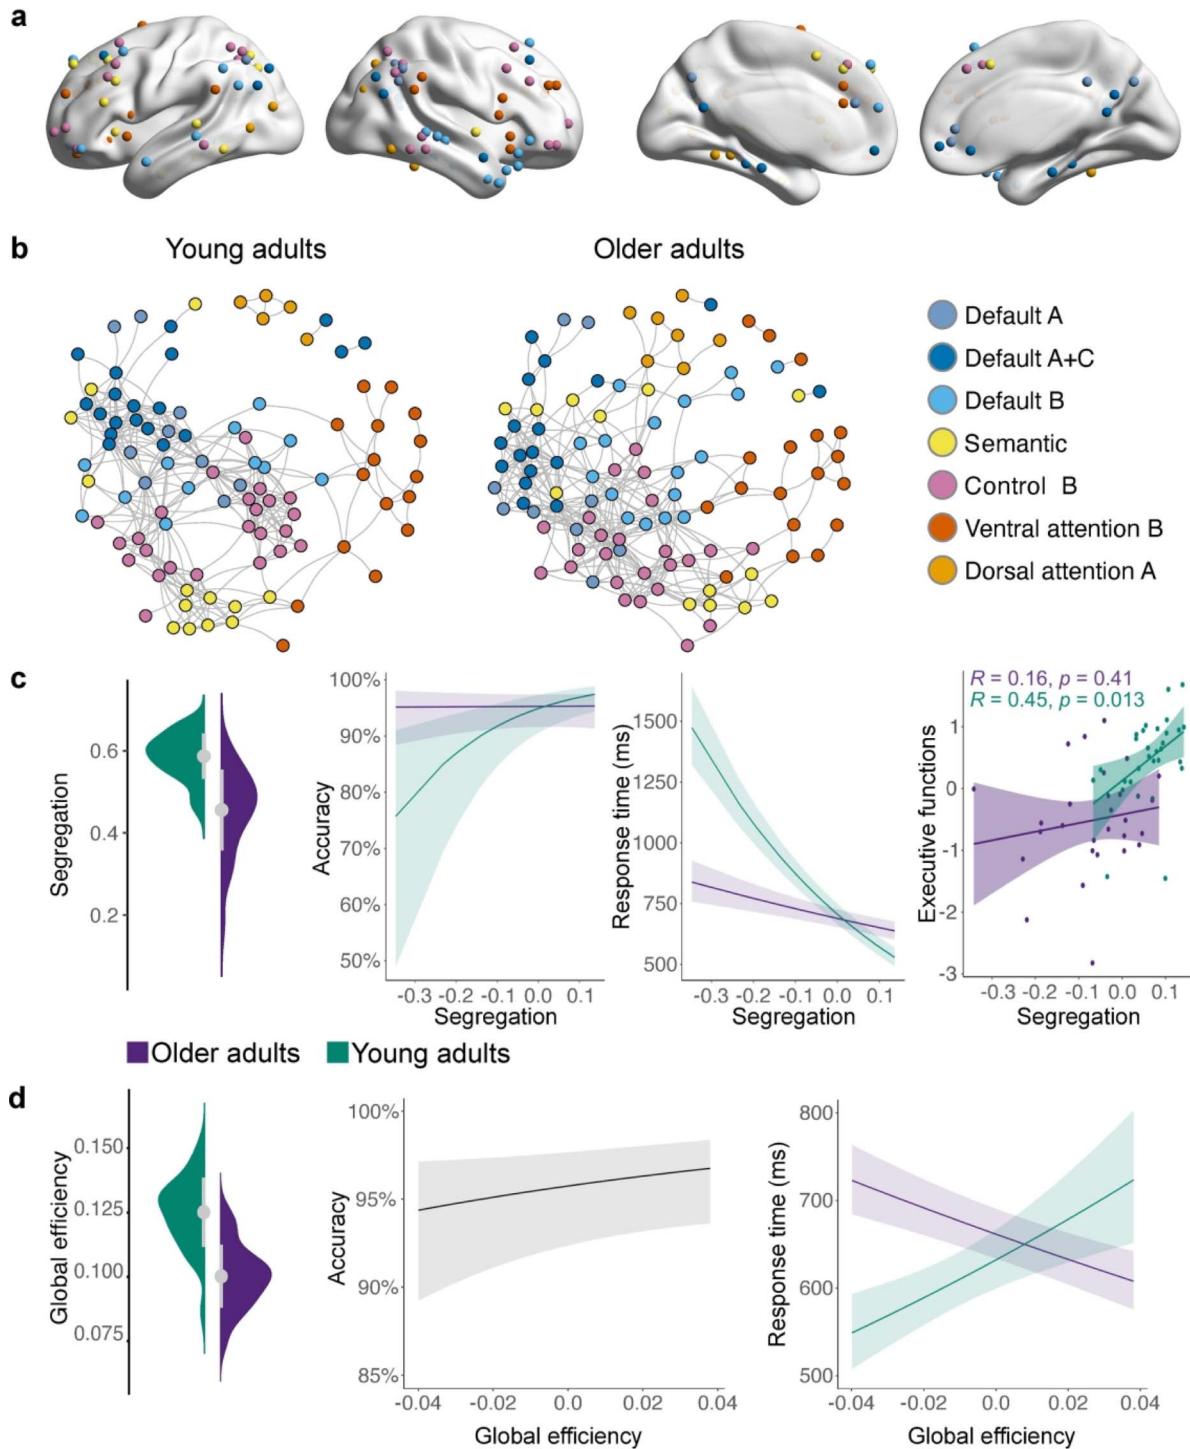 a
b
Young adults
Older adults
Default A
Default A+C
Default B
Semantic
Control B
Ventral attention B
Dorsal attention A
c
Segregation
0.6
0.4
0.2
Accuracy
100%
90%
80%
70%
60%
50%
-0.3 -0.2 -0.1 0.0 0.1
Segregation
Response time (ms)
1500
1250
1000
750
500
-0.3 -0.2 -0.1 0.0 0.1
Segregation
R = 0.16, p = 0.41
R = 0.45, p = 0.013
Executive functions
1
0
-1
-2
-3
-0.3 -0.2 -0.1 0.0 0.1
Segregation
Older adults Young adults
d
Global efficiency
0.150
0.125
0.100
0.075
Accuracy
100%
95%
90%
85%
-0.04 -0.02 0.0 0.02 0.04
Global efficiency
Response time (ms)
800
700
600
500
-0.04 -0.02 0.0 0.02 0.04
Global efficiency